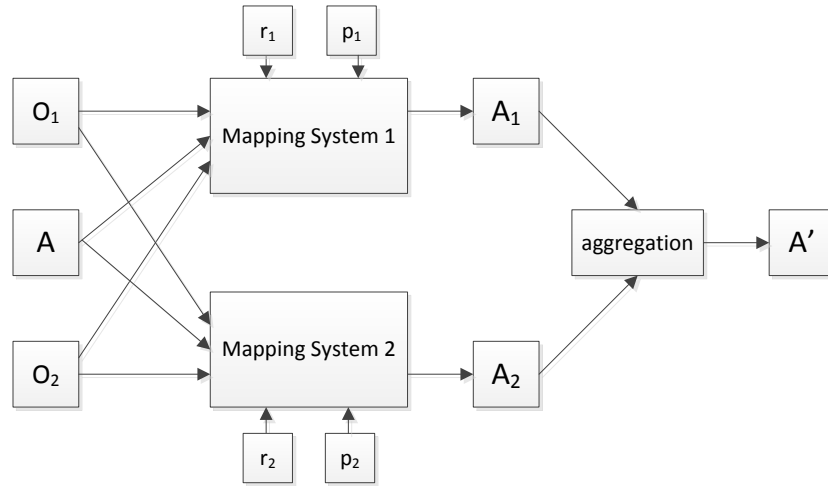 r₁
p₁
O₁
Mapping System 1
A₁
A
aggregation
A’
O₂
Mapping System 2
A₂
r₂
p₂